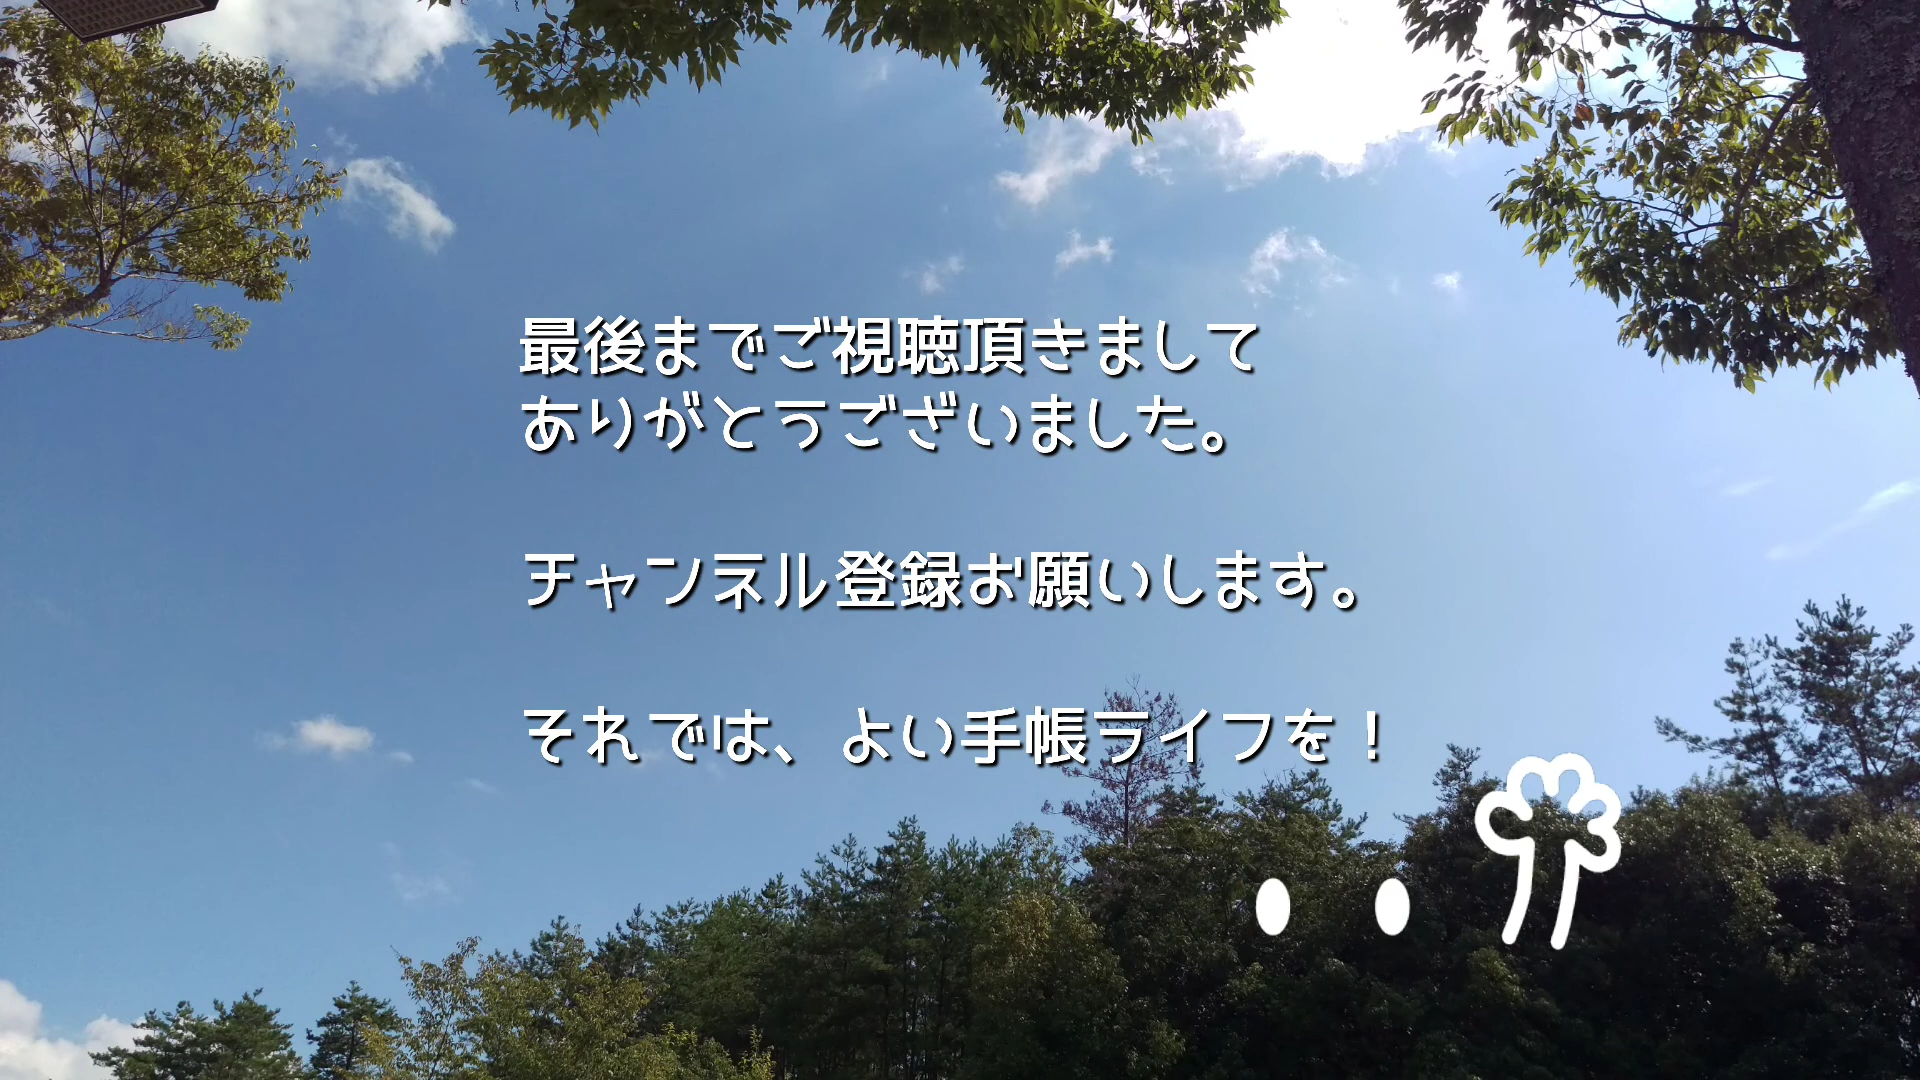 最後までご視聴頂きまして
ありがとうございました。
チャンネル登録お願いします。
それでは、よい手帳ライフを！